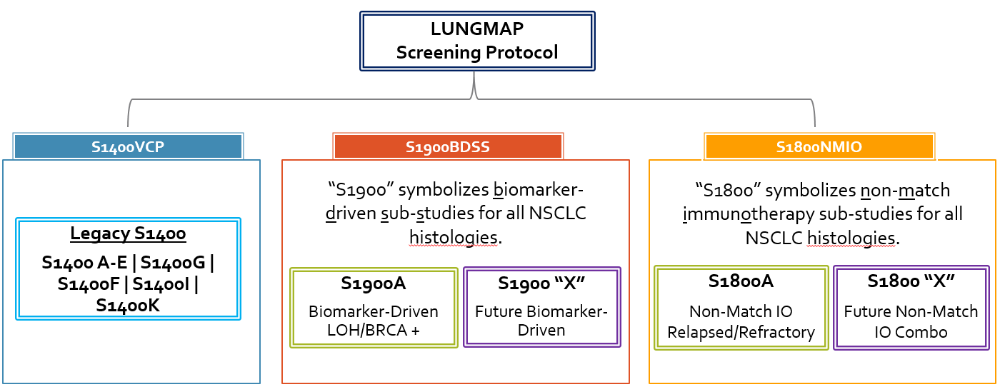 LUNGMAP
Screening Protocol
S1400VCP
Legacy S1400
S1400 A-E | S1400G |
S1400F | S1400I |
S1400K
S1900BDSS
“S1900” symbolizes biomarker-
driven sub-studies for all NSCLC
histologies.
S1900A
Biomarker-Driven
LOH/BRCA +
S1900 “X”
Future Biomarker-
Driven
S1800NMIO
“S1800” symbolizes non-match
immunotherapy sub-studies for all
NSCLC histologies.
S1800A
Non-Match IO
Relapsed/Refractory
S1800 “X”
Future Non-Match
IO Combo